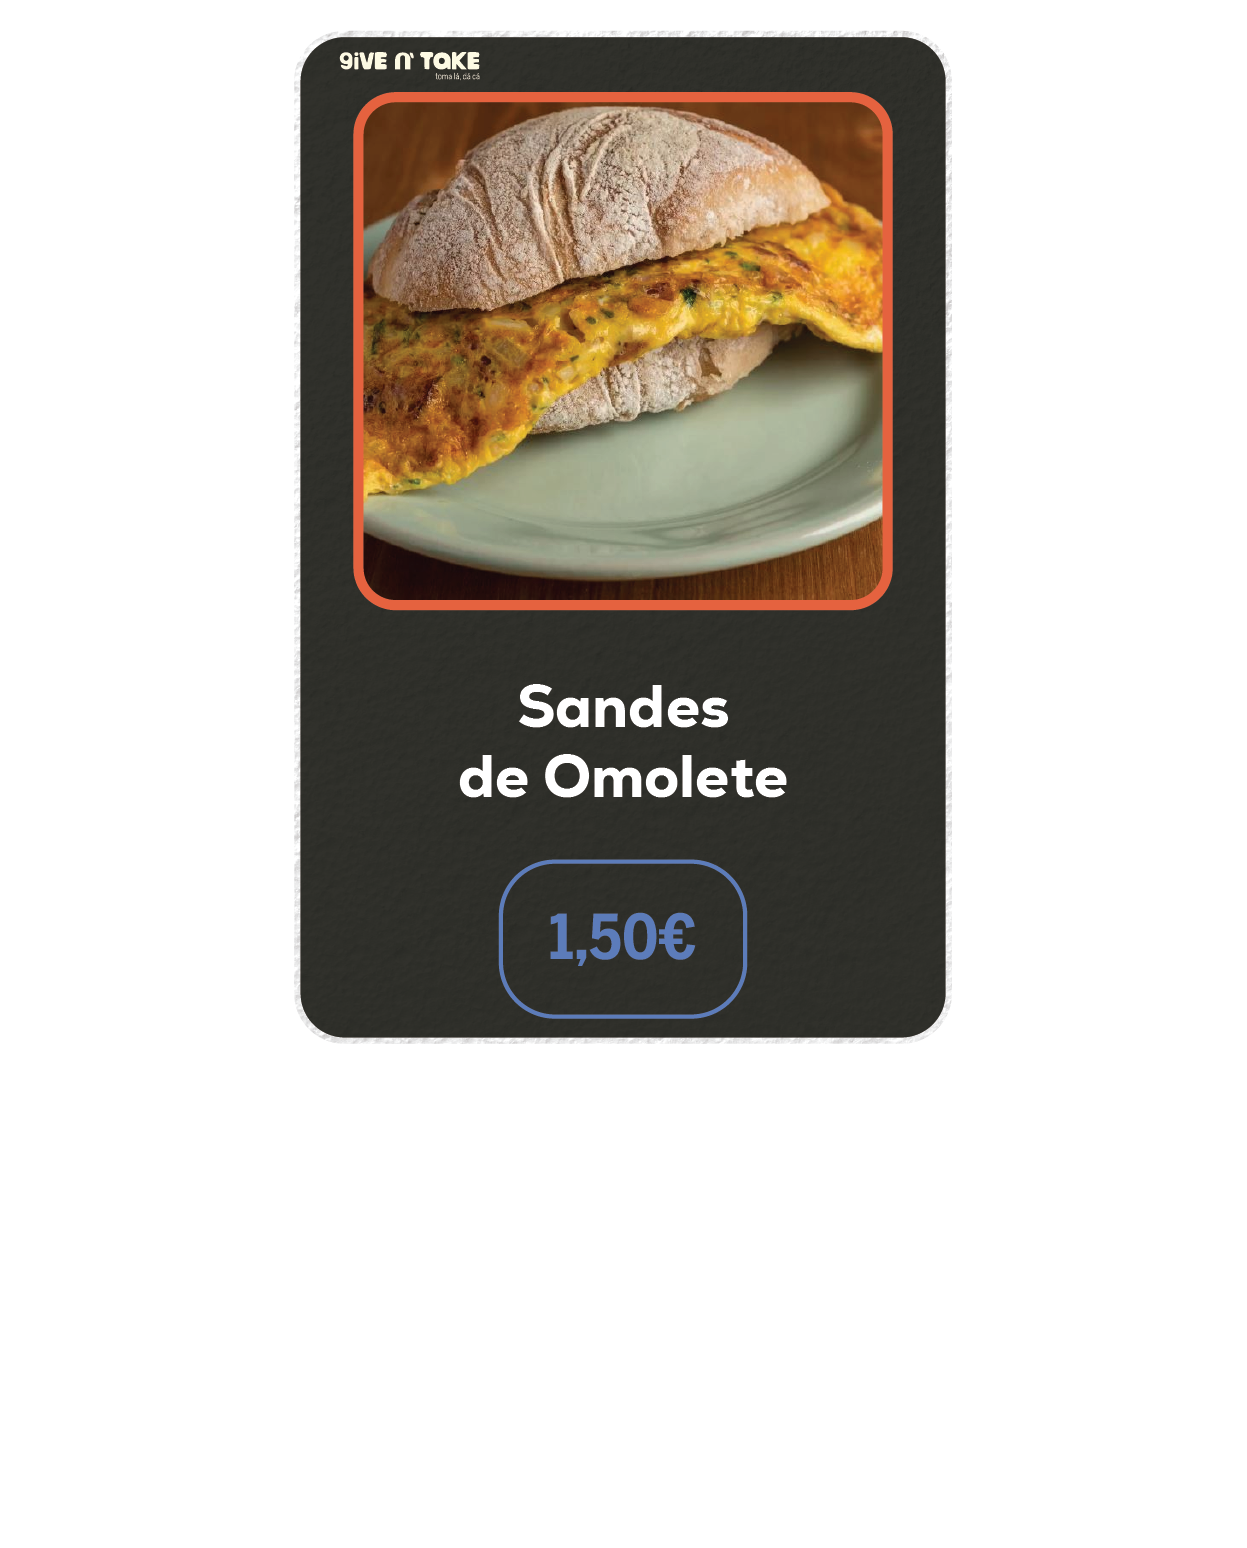 giVE n' TaKE
toma lá, dá cá
Sandes
de Omolete
1,50€